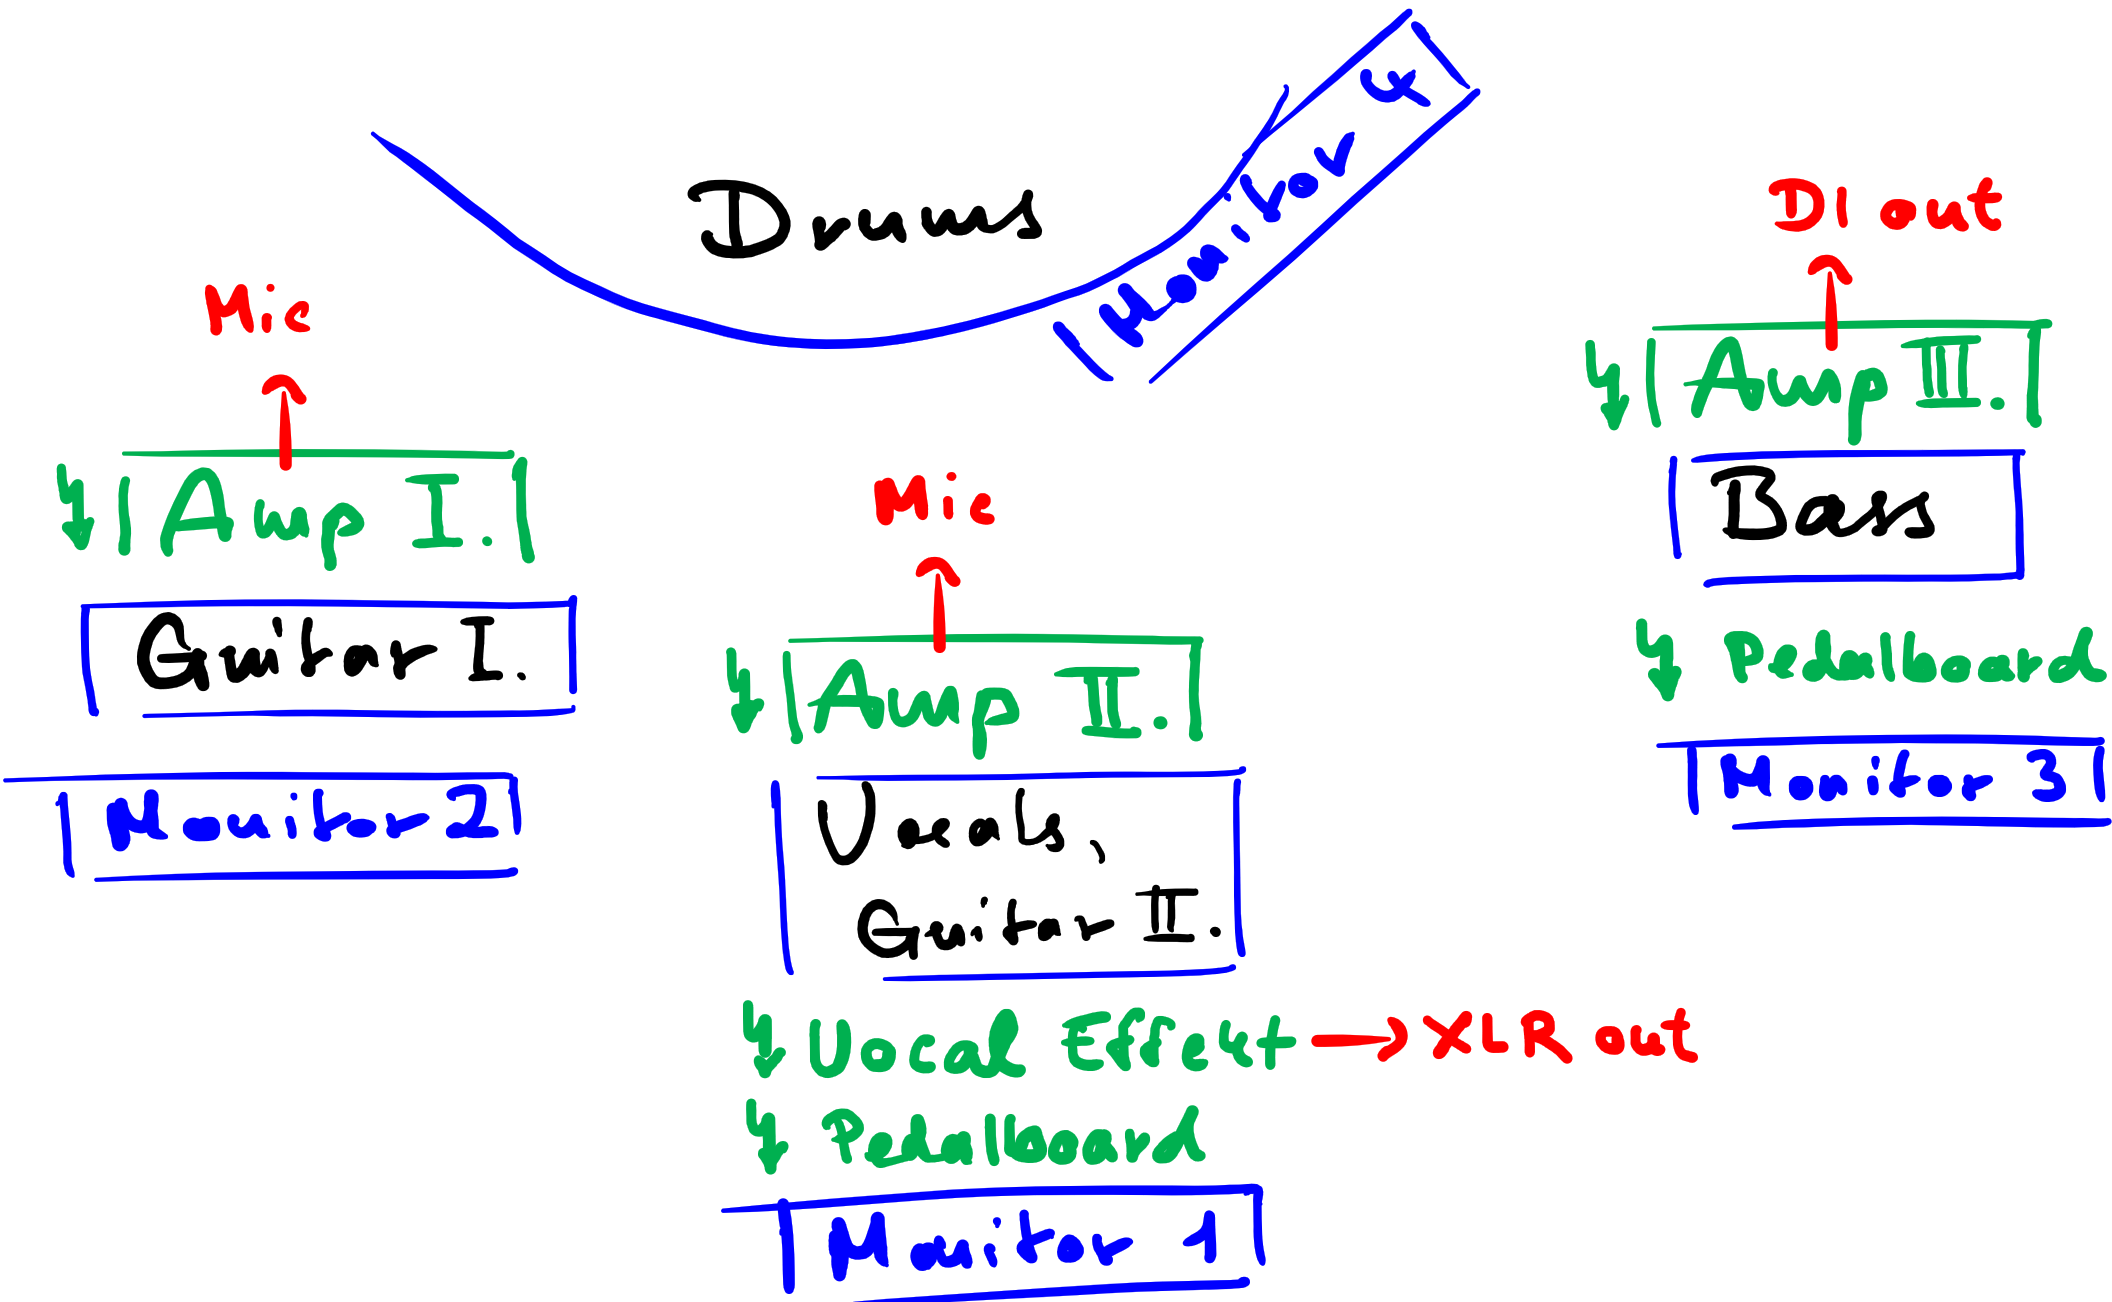 Drums
Monitor 4
Mic
Amp I.
Guitar I.
Monitor 2
Mic
Amp II.
Vocals,
Guitar II.
Vocal Effekt → XLR out
Pedalboard
Monitor 1
DI out
Amp III.
Bass
Pedalboard
Monitor 3